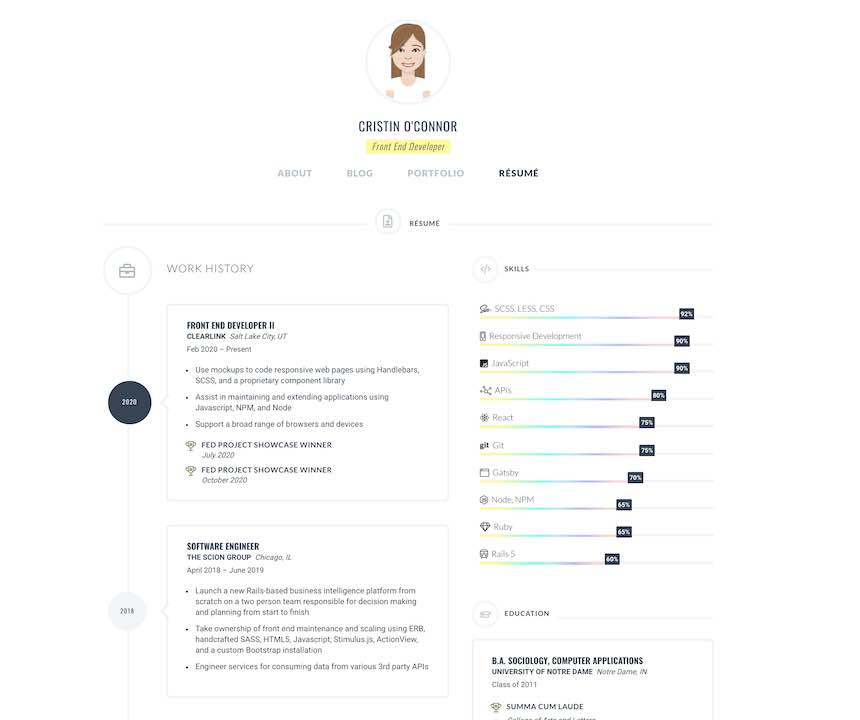 CRISTIN O'CONNOR
Front End Developer
ABOUT BLOG PORTFOLIO RÉSUMÉ
RÉSUMÉ
WORK HISTORY
2020
FRONT END DEVELOPER II
CLEARLINK Salt Lake City, UT
Feb 2020 – Present
• Use mockups to code responsive web pages using Handlebars,
SCSS, and a proprietary component library
• Assist in maintaining and extending applications using
Javascript, NPM, and Node
• Support a broad range of browsers and devices
FED PROJECT SHOWCASE WINNER
July 2020
FED PROJECT SHOWCASE WINNER
October 2020
2018
SOFTWARE ENGINEER
THE SCION GROUP Chicago, IL
April 2018 – June 2019
• Launch a new Rails-based business intelligence platform from
scratch on a two person team responsible for decision making
and planning from start to finish
• Take ownership of front end maintenance and scaling using ERB,
handcrafted SASS, HTML5, Javascript, Stimulus.js, ActionView,
and a custom Bootstrap installation
• Engineer services for consuming data from various 3rd party APIs
SKILLS
SCSS, LESS, CSS
92%
Responsive Development
90%
JavaScript
90%
APIs
80%
React
75%
git Git
75%
Gatsby
70%
Node, NPM
65%
Ruby
65%
Rails 5
60%
EDUCATION
B.A. SOCIOLOGY, COMPUTER APPLICATIONS
UNIVERSITY OF NOTRE DAME Notre Dame, IN
Class of 2011
SUMMA CUM LAUDE
College of Arts and Letters